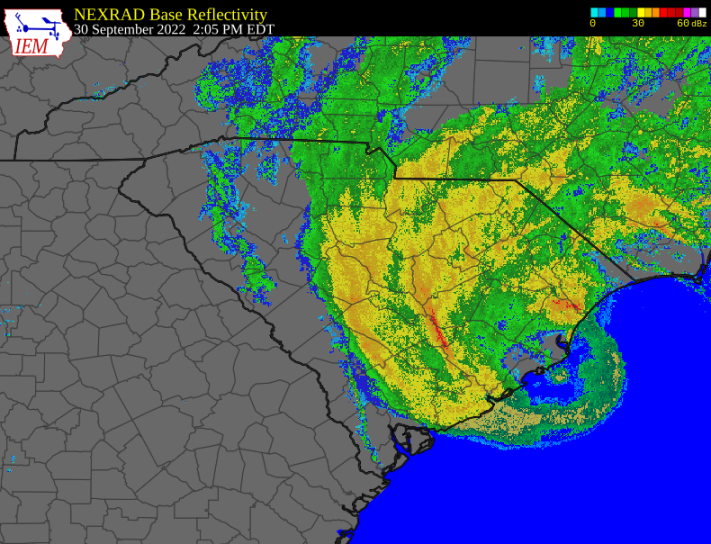 NEXRAD Base Reflectivity
30 September 2022 2:05 PM EDT
IEM
0 30 60 dBz